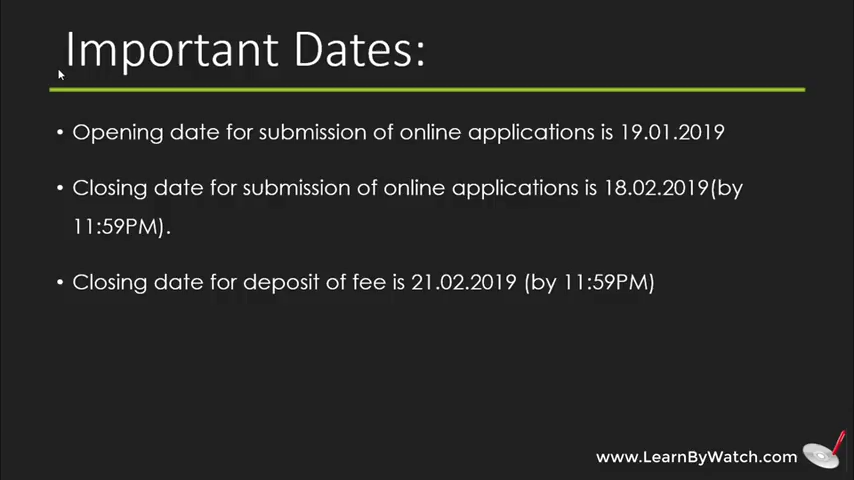 Important Dates:
• Opening date for submission of online applications is 19.01.2019
• Closing date for submission of online applications is 18.02.2019(by
11:59PM).
• Closing date for deposit of fee is 21.02.2019 (by 11:59PM)
www.LearnByWatch.com